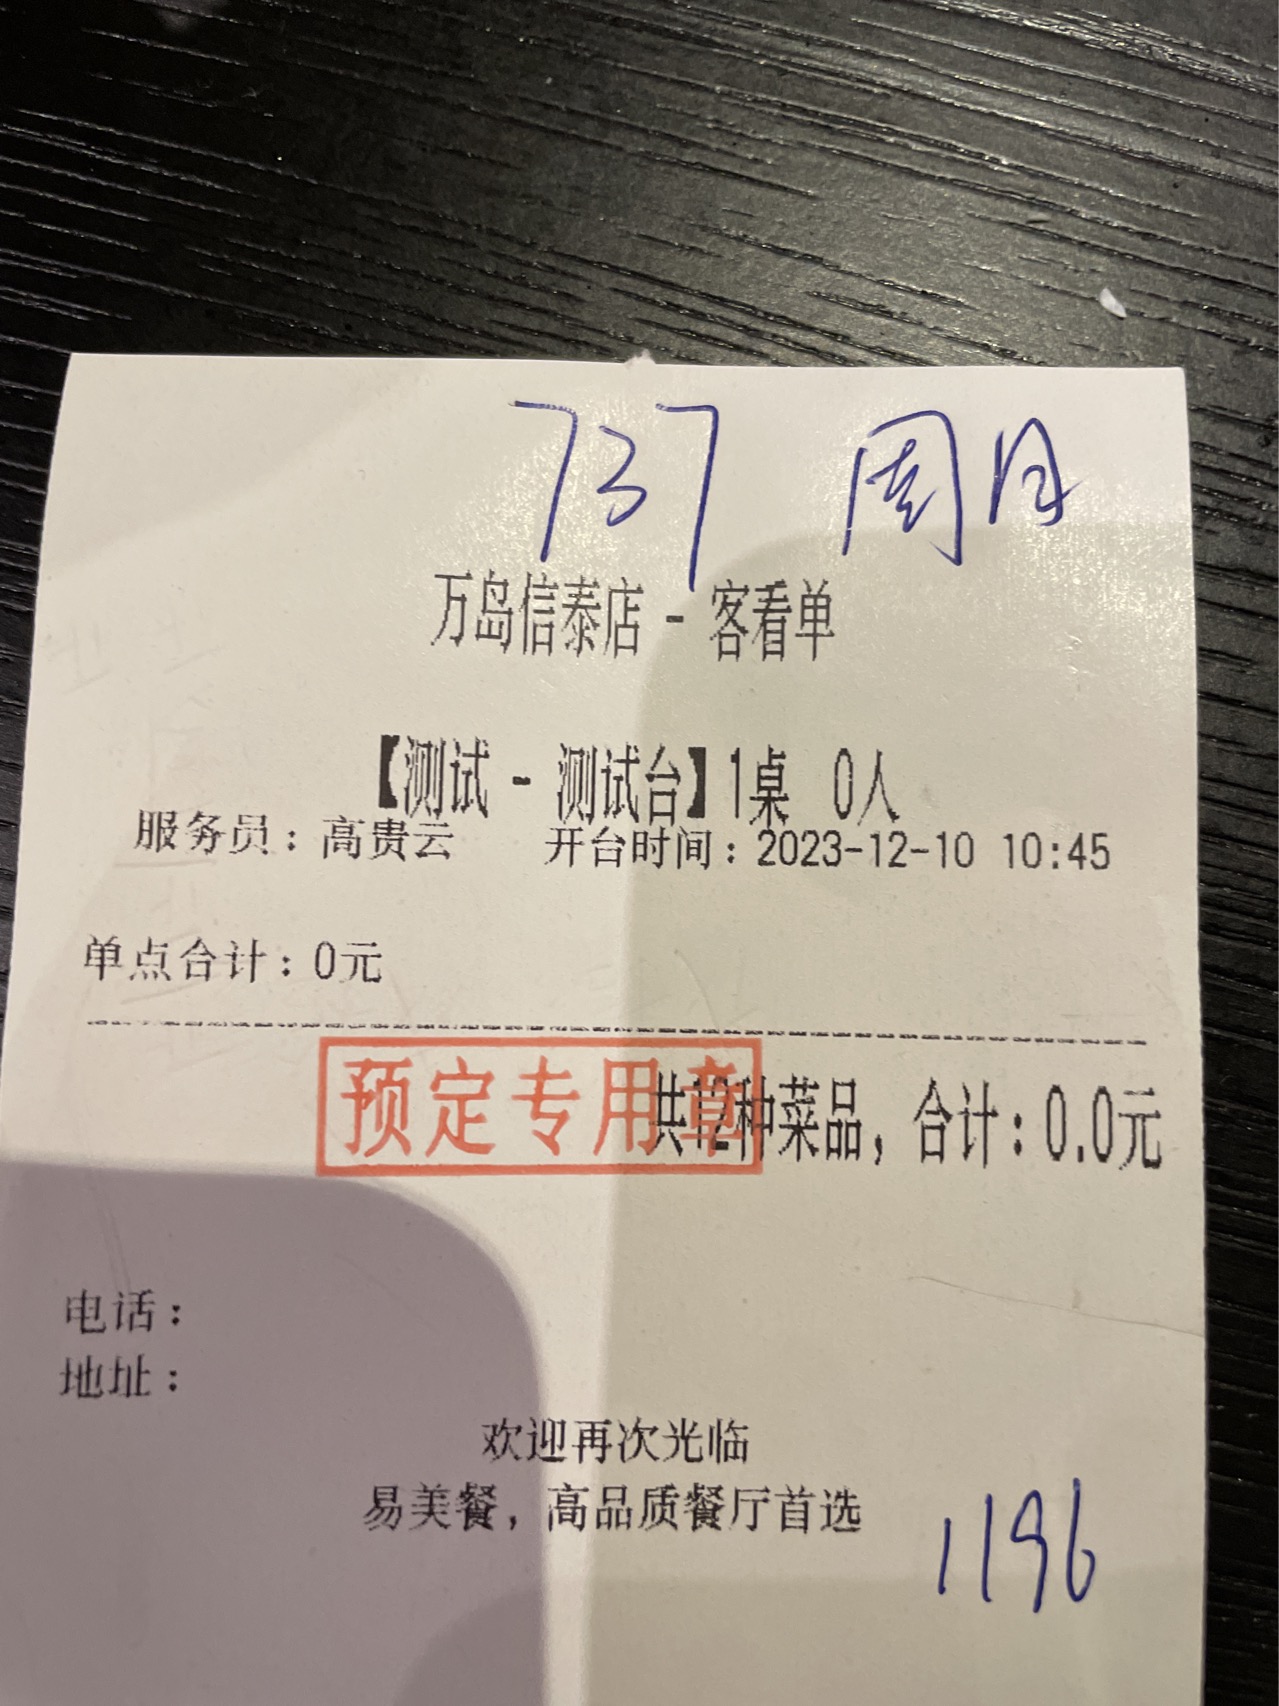 737 周月
万岛信泰店 - 客看单
【测试 - 测试台】1桌 0人
服务员：高贵云 开台时间：2023-12-10 10:45
单点合计：0元
预定专用章
共12种菜品，合计：0.0元
电话：
地址：
欢迎再次光临
易美餐，高品质餐厅首选
1196